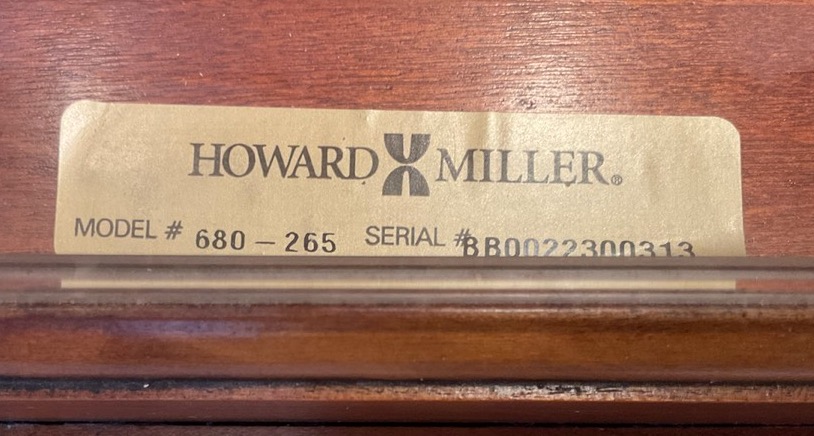 HOWARD MILLER®
MODEL # 680-265 SERIAL #BB0022300313